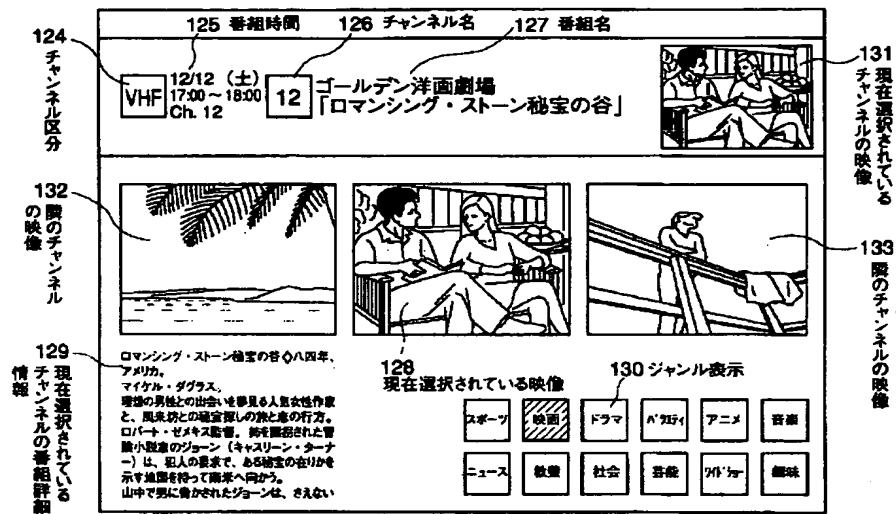 125 番組時間
126 チャンネル名
127 番組名
124 チャンネル区分
VHF
12/12 (土)
17:00～18:00
Ch. 12
12
ゴールデン洋画劇場
「ロマンシング・ストーン秘宝の谷」
131 現在選択されている
チャンネルの映像
132 隣のチャンネル
の映像
133 隣のチャンネルの映像
129 現在選択されている
チャンネルの番組詳細
情報
ロマンシング・ストーン秘宝の谷◇八四年、
アメリカ。
マイケル・ダグラス。
理想の男性との出会いを夢見る人気女性作家
と、風来坊との秘宝探しの旅と恋の行方。
ロバート・ゼメキス監督。姉を誘拐された冒
険小説家のジョーン（キャスリーン・ターナ
ー）は、犯人の要求で、ある秘宝の在りかを
示す地図を持って南米へ向かう。
山中で男に脅かされたジョーンは、さえない
128
現在選択されている映像
130 ジャンル表示
スポーツ 映画 ドラマ バラエティ アニメ 音楽
ニュース 教養 社会 芸能 ワイドショー 趣味